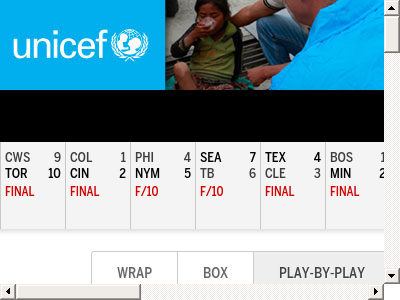 unicef
CWS 9 COL 1 PHI 4 SEA 7 TEX 4 BOS 1
TOR 10 CIN 2 NYM 5 TB 6 CLE 3 MIN 2
FINAL FINAL F/10 F/10 FINAL FINAL
WRAP BOX PLAY-BY-PLAY